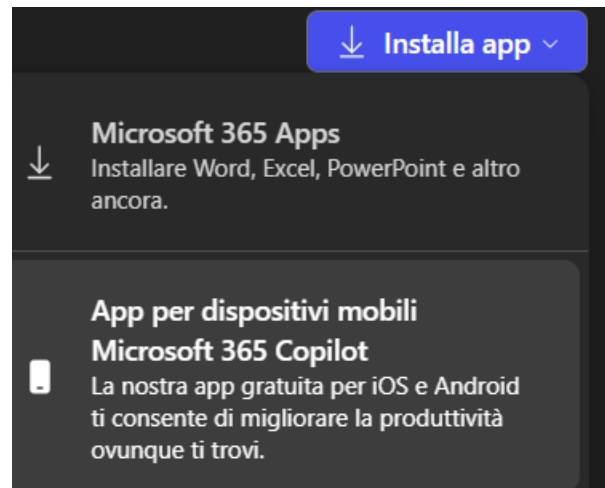 Installa app
Microsoft 365 Apps
Installare Word, Excel, PowerPoint e altro
ancora.
App per dispositivi mobili
Microsoft 365 Copilot
La nostra app gratuita per iOS e Android
ti consente di migliorare la produttività
ovunque ti trovi.